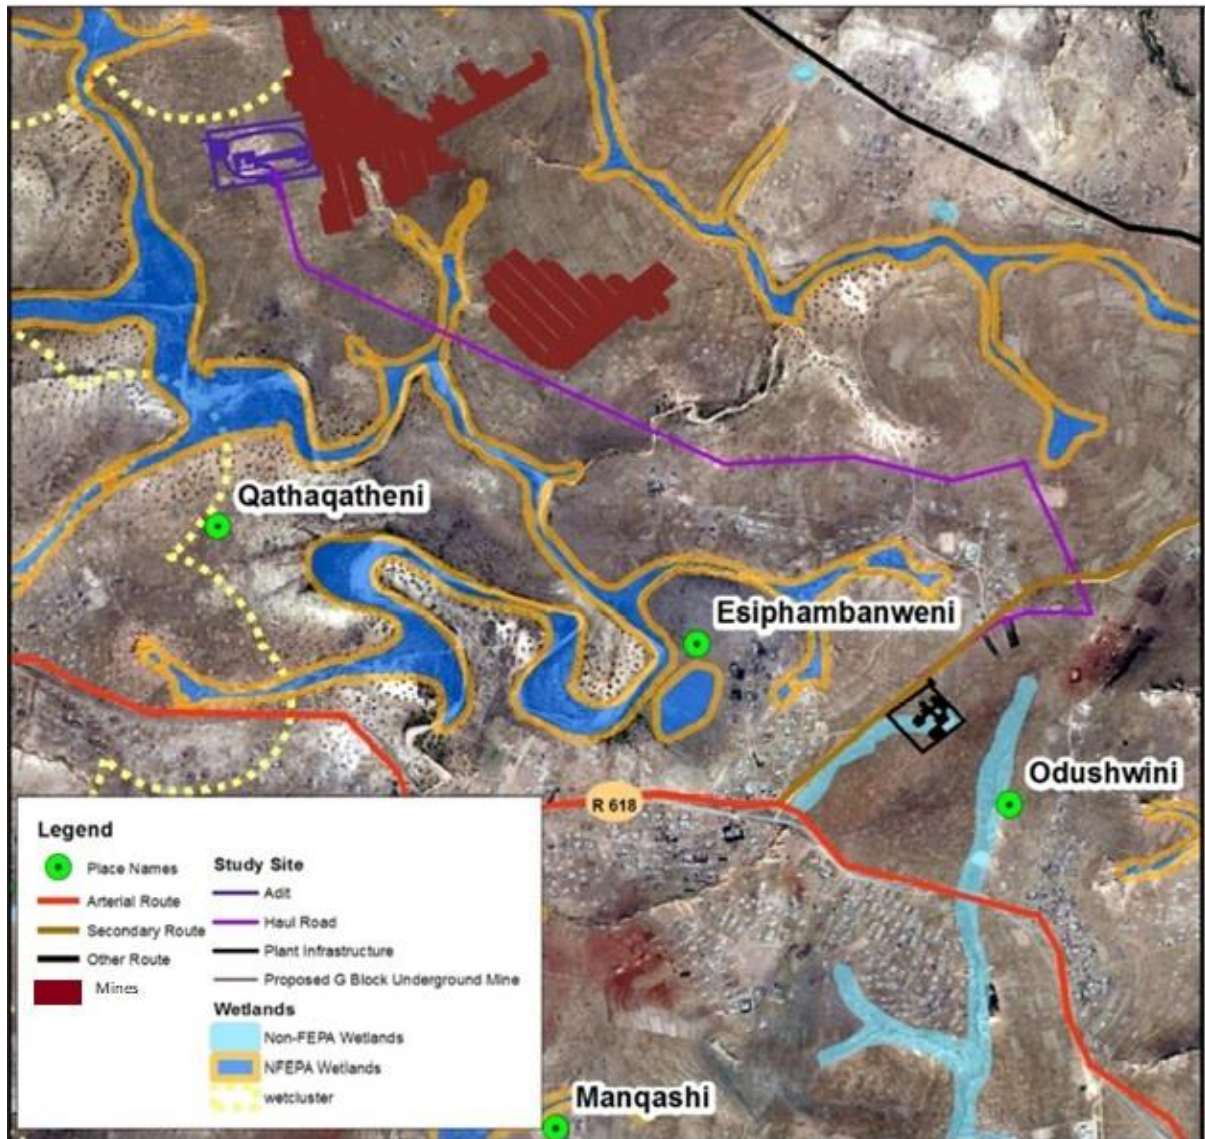 Qathaqatheni
Esiphambanweni
Odushwini
R 618
Legend
Place Names
Arterial Route
Secondary Route
Other Route
Mines
Study Site
Adit
Haul Road
Plant Infrastructure
Proposed G Block Underground Mine
Wetlands
Non-FEPA Wetlands
NFEPA Wetlands
wetcluster
Manqashi